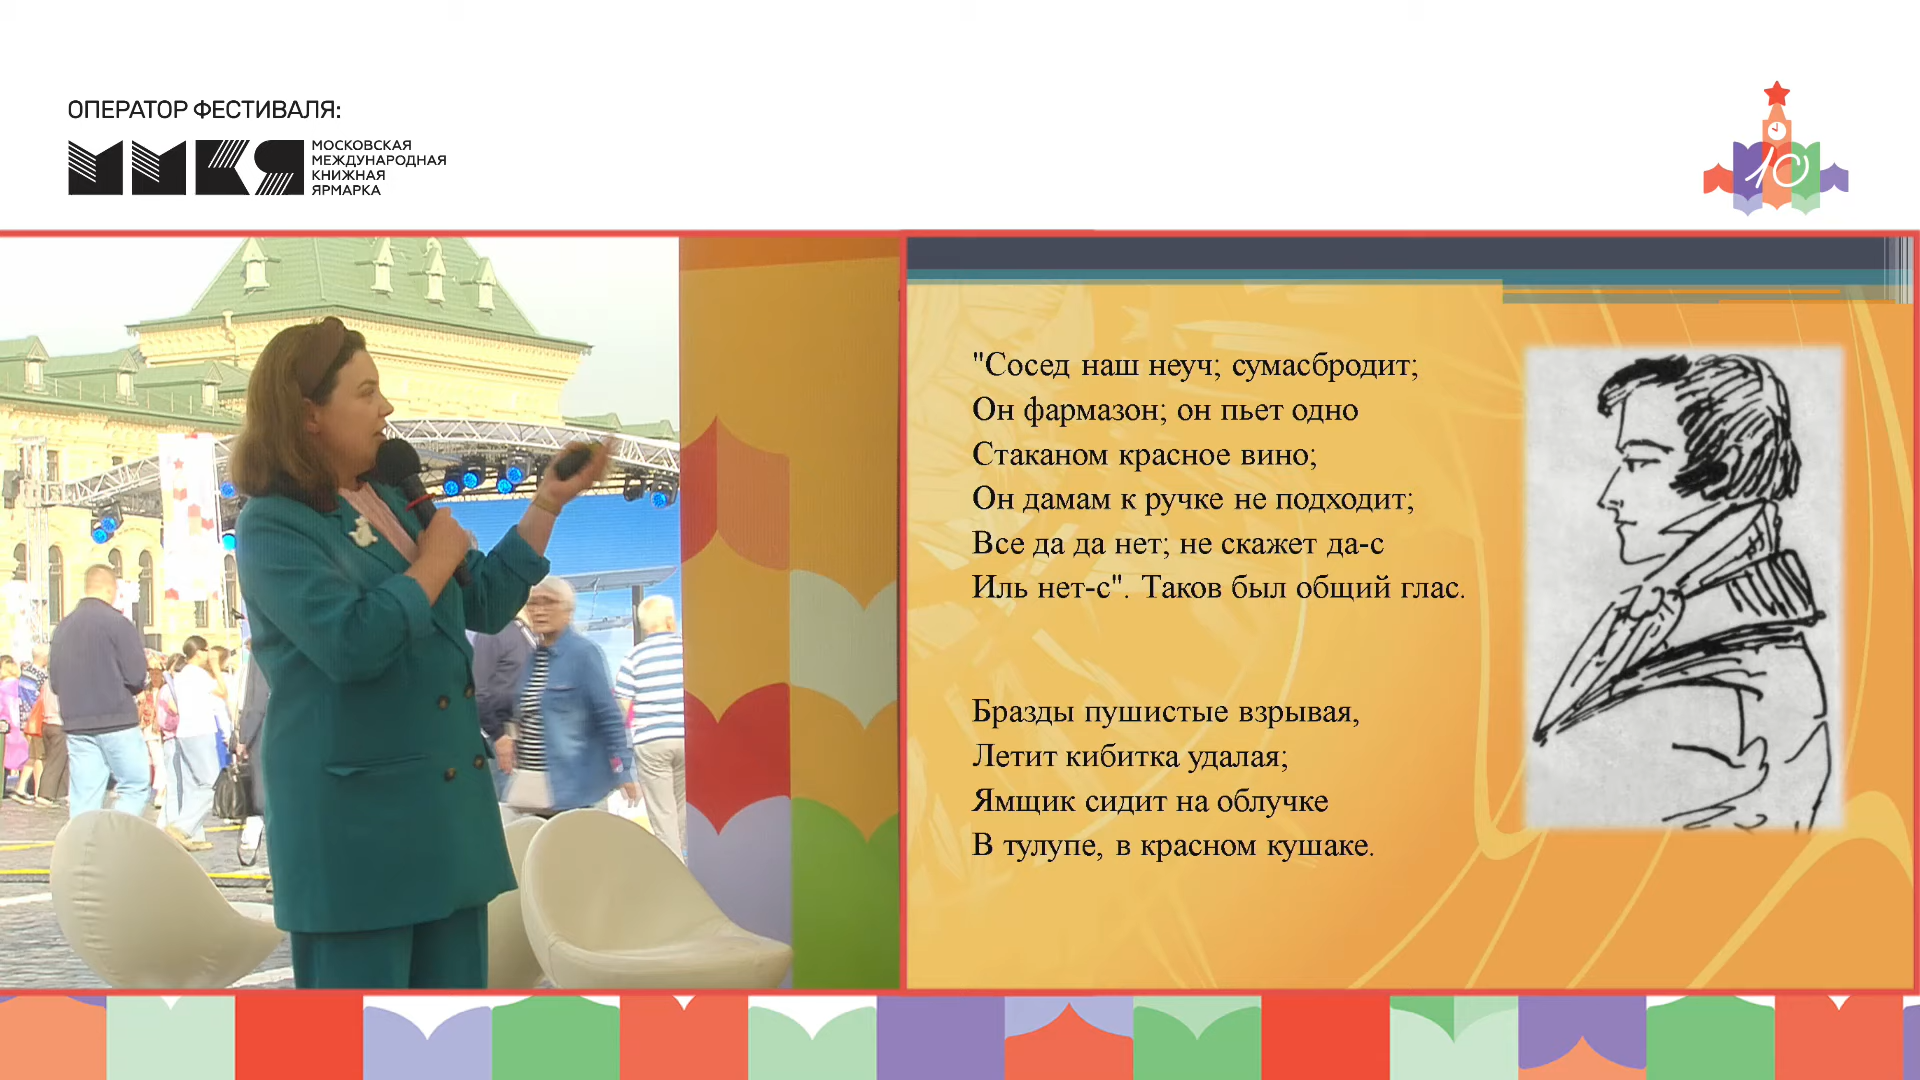 ОПЕРАТОР ФЕСТИВАЛЯ:
ММКЯ
МОСКОВСКАЯ
МЕЖДУНАРОДНАЯ
КНИЖНАЯ
ЯРМАРКА
10
"Сосед наш неуч; сумасбродит;
Он фармазон; он пьет одно
Стаканом красное вино;
Он дамам к ручке не подходит;
Все да да нет; не скажет да-с
Иль нет-с". Таков был общий глас.
Бразды пушистые взрывая,
Летит кибитка удалая;
Ямщик сидит на облучке
В тулупе, в красном кушаке.